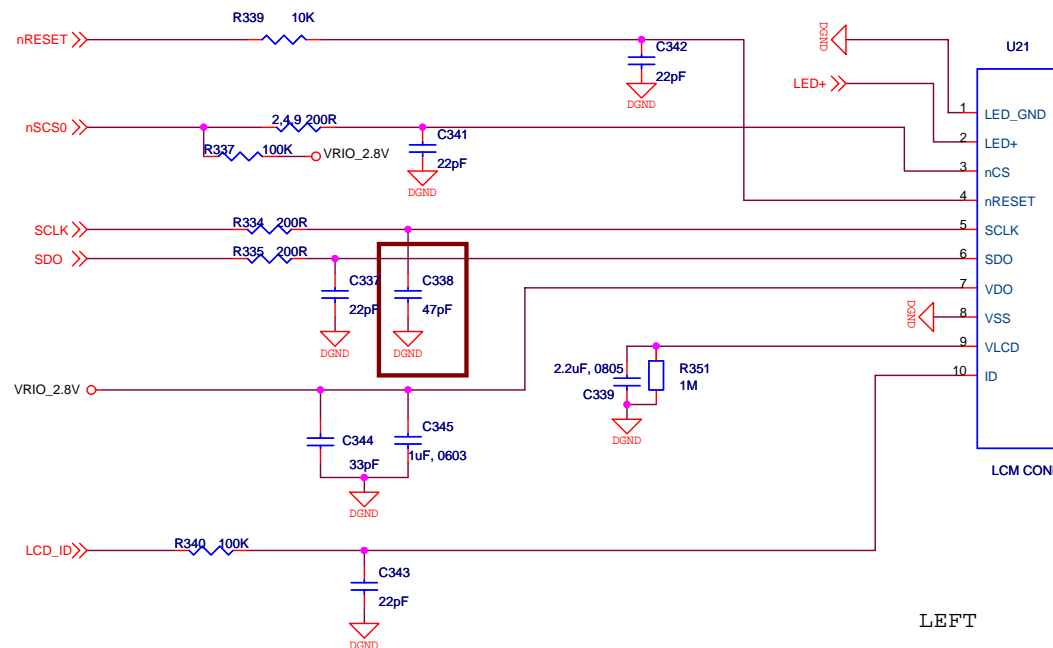 R339 10K
nRESET
C342
22pF
DGND
DGND
U21
LED+
nSCS0
2,4,9 200R
R337 100K
VRIO_2.8V
C341
22pF
DGND
1 LED_GND
2 LED+
3 nCS
4 nRESET
5 SCLK
6 SDO
7 VDO
8 VSS
9 VLCD
10 ID
SCLK
R334 200R
SDO
R335 200R
C337
22pF
DGND
C338
47pF
DGND
DGND
2.2uF, 0805
C339
R351
1M
DGND
VRIO_2.8V
C344
33pF
C345
1uF, 0603
DGND
LCM CON
LCD_ID
R340 100K
C343
22pF
DGND
LEFT